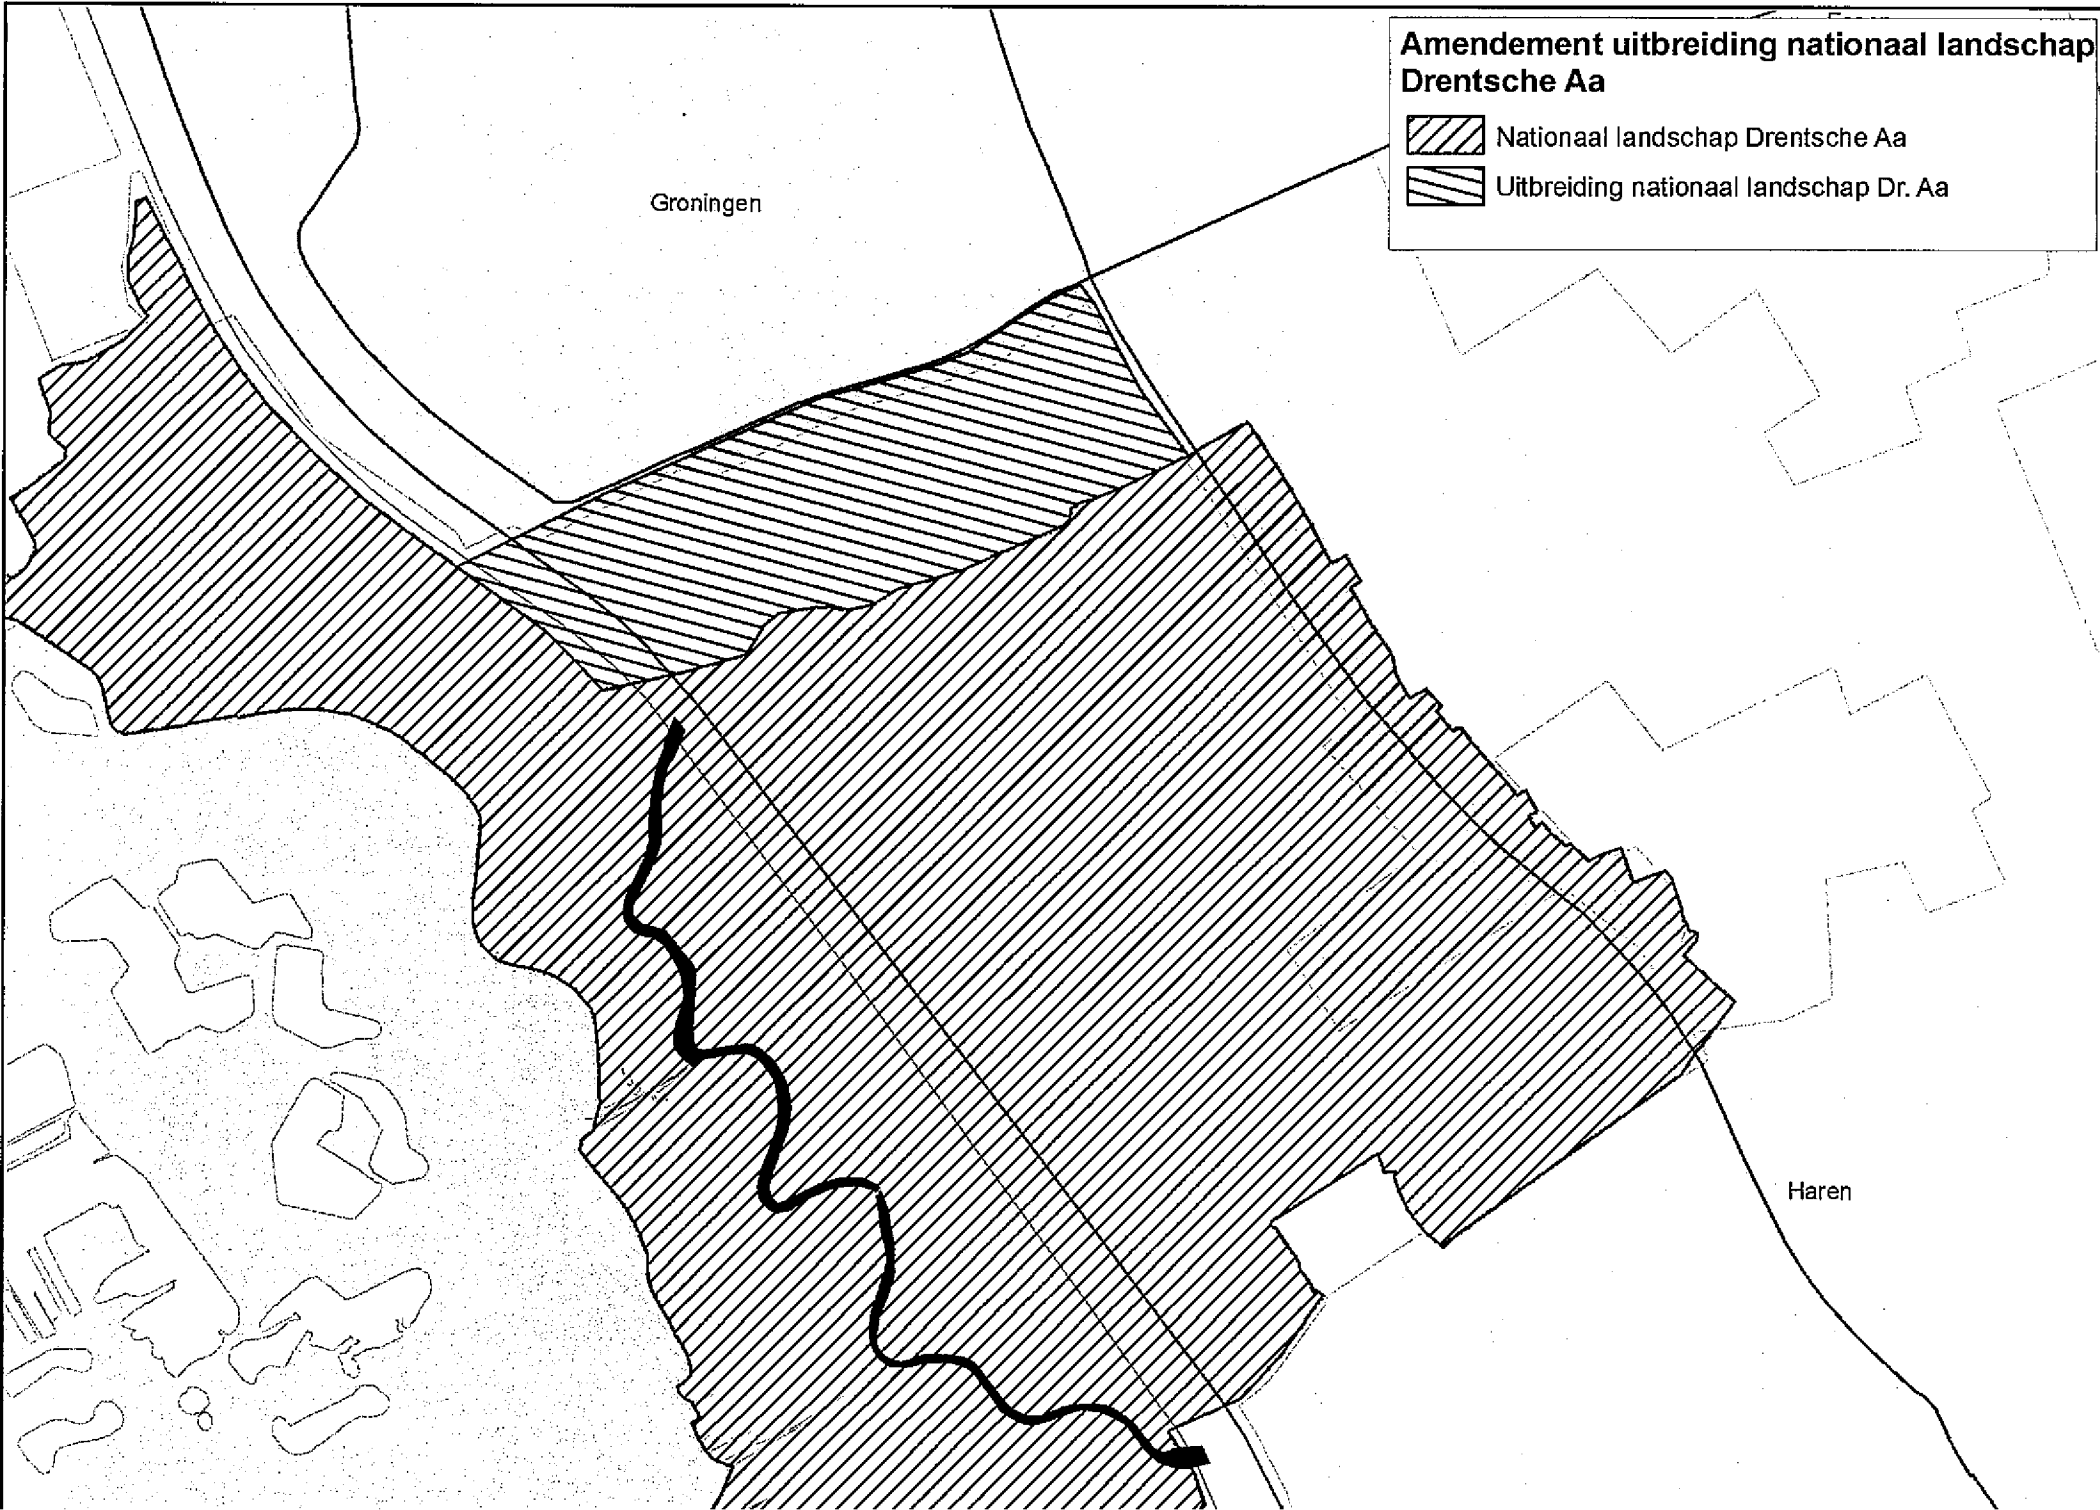 Amendement uitbreiding nationaal landschap
Drentsche Aa
Nationaal landschap Drentsche Aa
Uitbreiding nationaal landschap Dr. Aa
Groningen
Haren